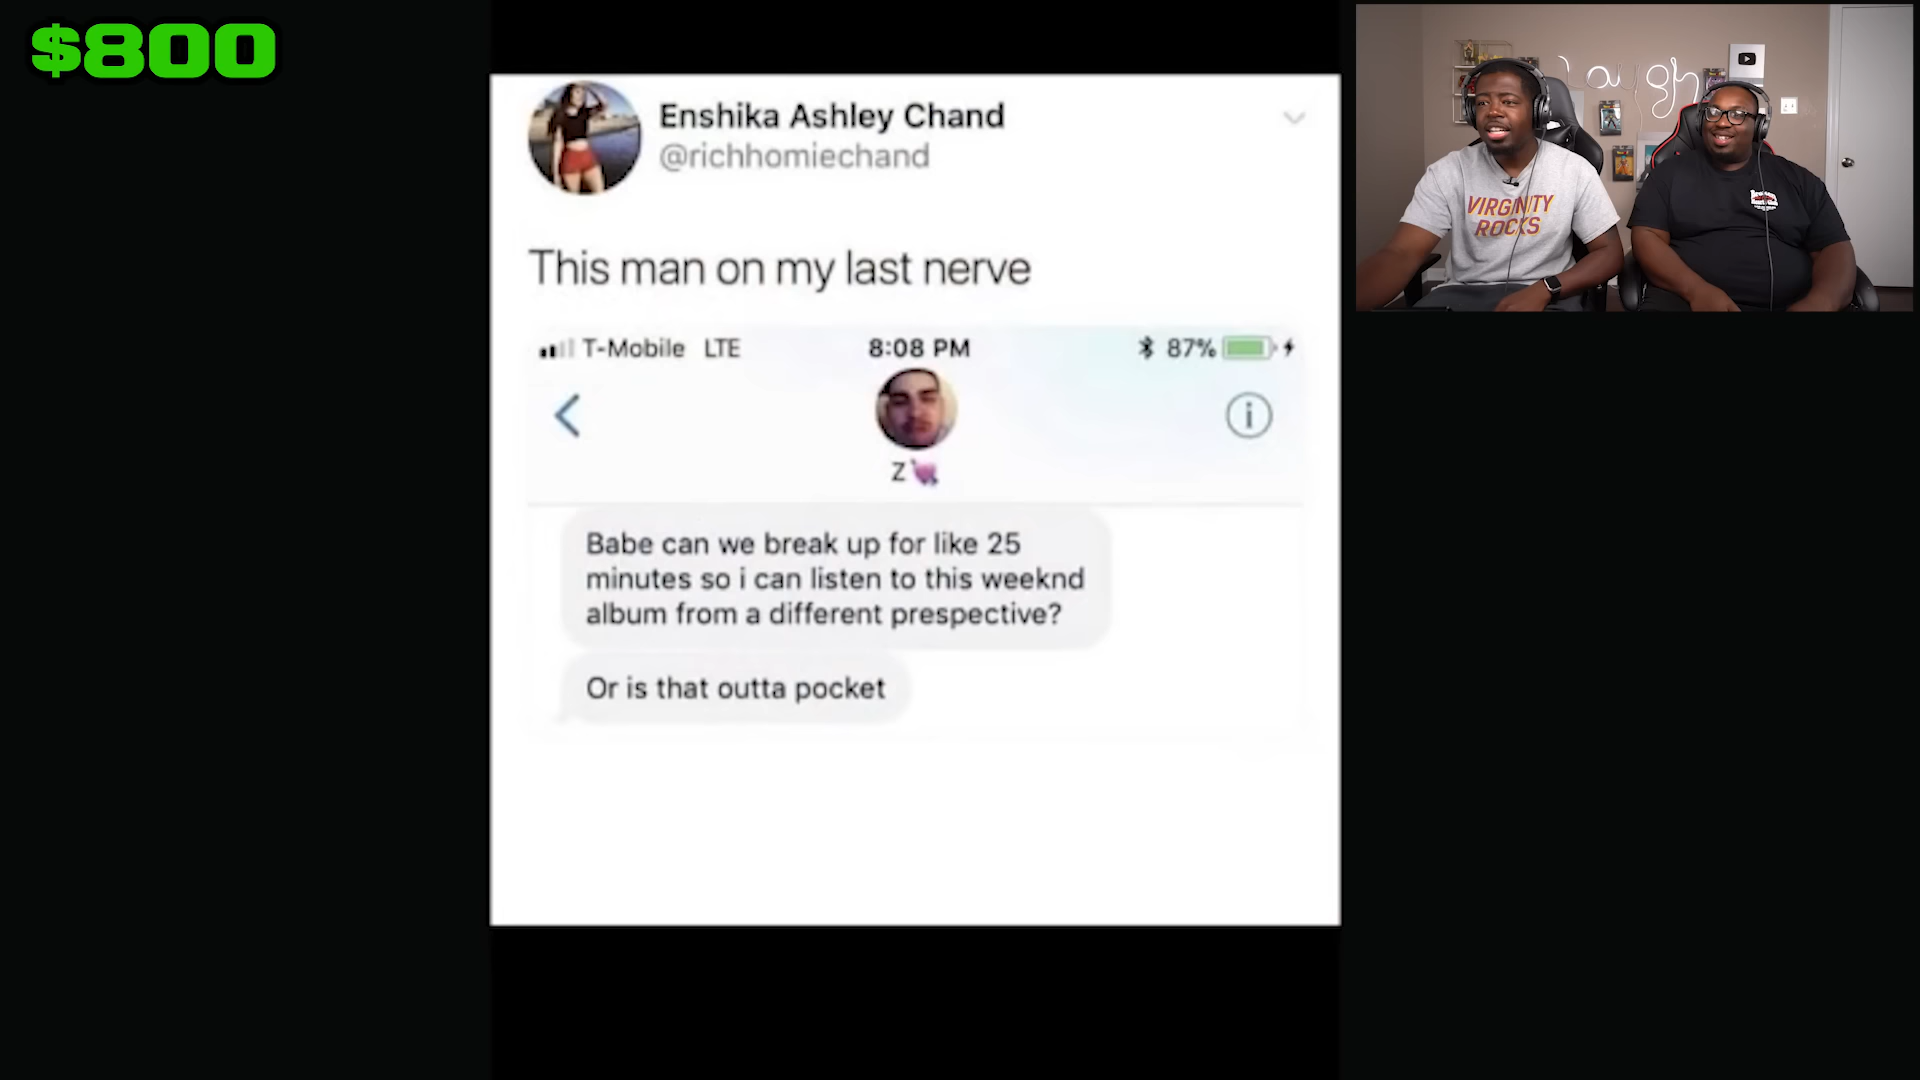 $800
Enshika Ashley Chand
@richhomiechand
This man on my last nerve
T-Mobile LTE
8:08 PM
87%
Z
Babe can we break up for like 25
minutes so i can listen to this weeknd
album from a different prespective?
Or is that outta pocket
laugh
VIRGINITY
ROCKS